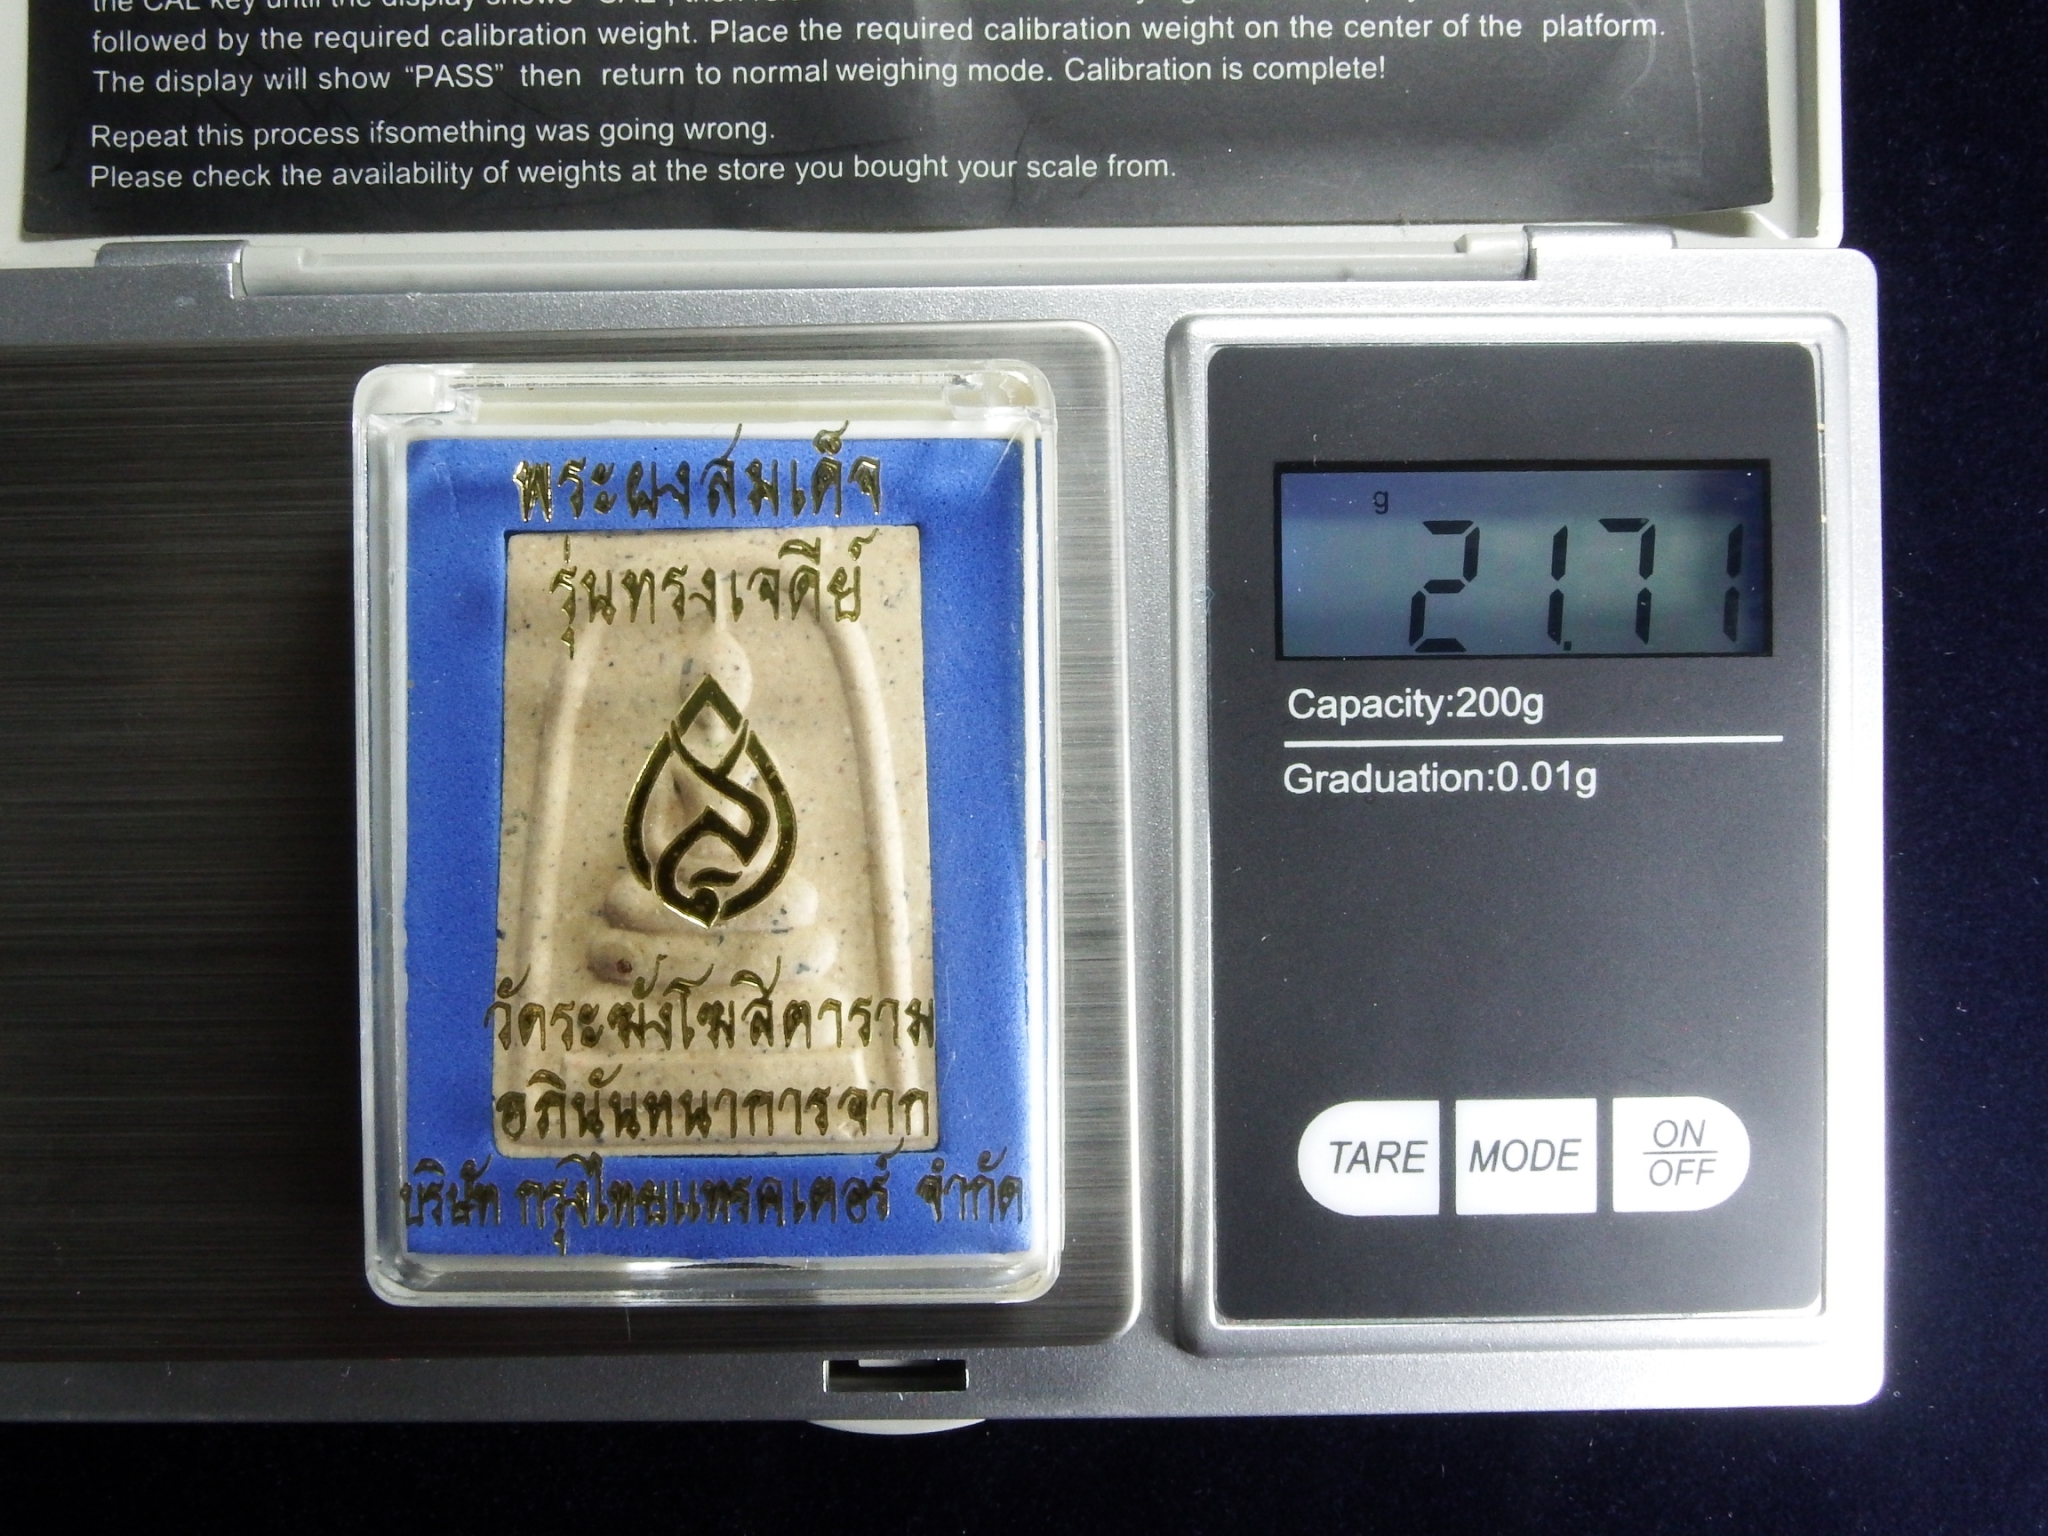 followed by the required calibration weight. Place the required calibration weight on the center of the platform.
The display will show “PASS” then return to normal weighing mode. Calibration is complete!
Repeat this process ifsomething was going wrong.
Please check the availability of weights at the store you bought your scale from.
พระผงสมเด็จ
รุ่นทรงเจดีย์
วัดระฆังโฆสิตาราม
อภินันทนาการจาก
บริษัท กรุงไทยแทรคเตอร์ จำกัด
g
21.71
Capacity:200g
Graduation:0.01g
TARE
MODE
ON
OFF